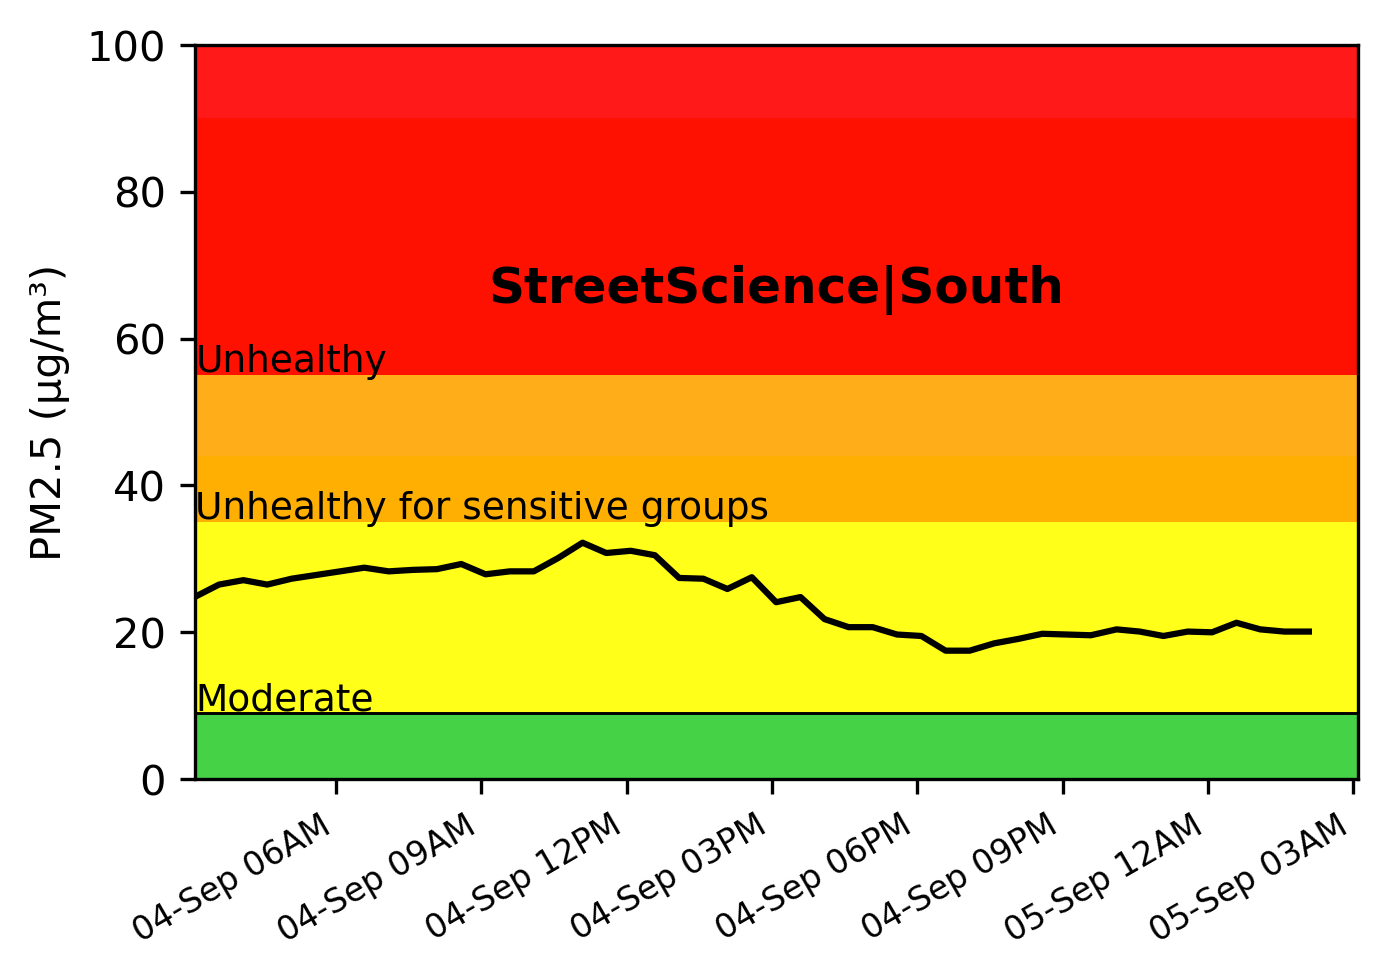 100
80
60
40
20
0
PM2.5 (µg/m³)
StreetScience|South
Unhealthy
Unhealthy for sensitive groups
Moderate
04-Sep 06AM
04-Sep 09AM
04-Sep 12PM
04-Sep 03PM
04-Sep 06PM
04-Sep 09PM
05-Sep 12AM
05-Sep 03AM